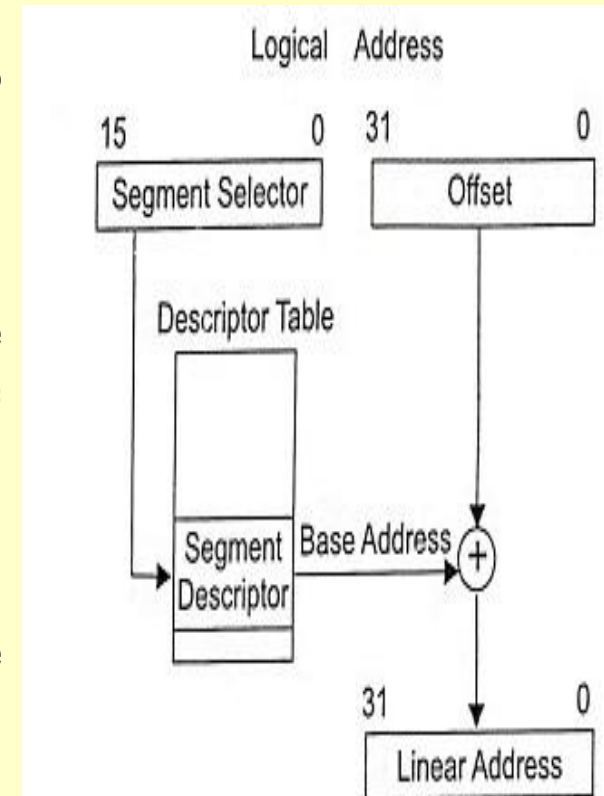 Logical Address
15 0 31 0
Segment Selector Offset
Descriptor Table
Segment Descriptor
Base Address
+
31 0
Linear Address